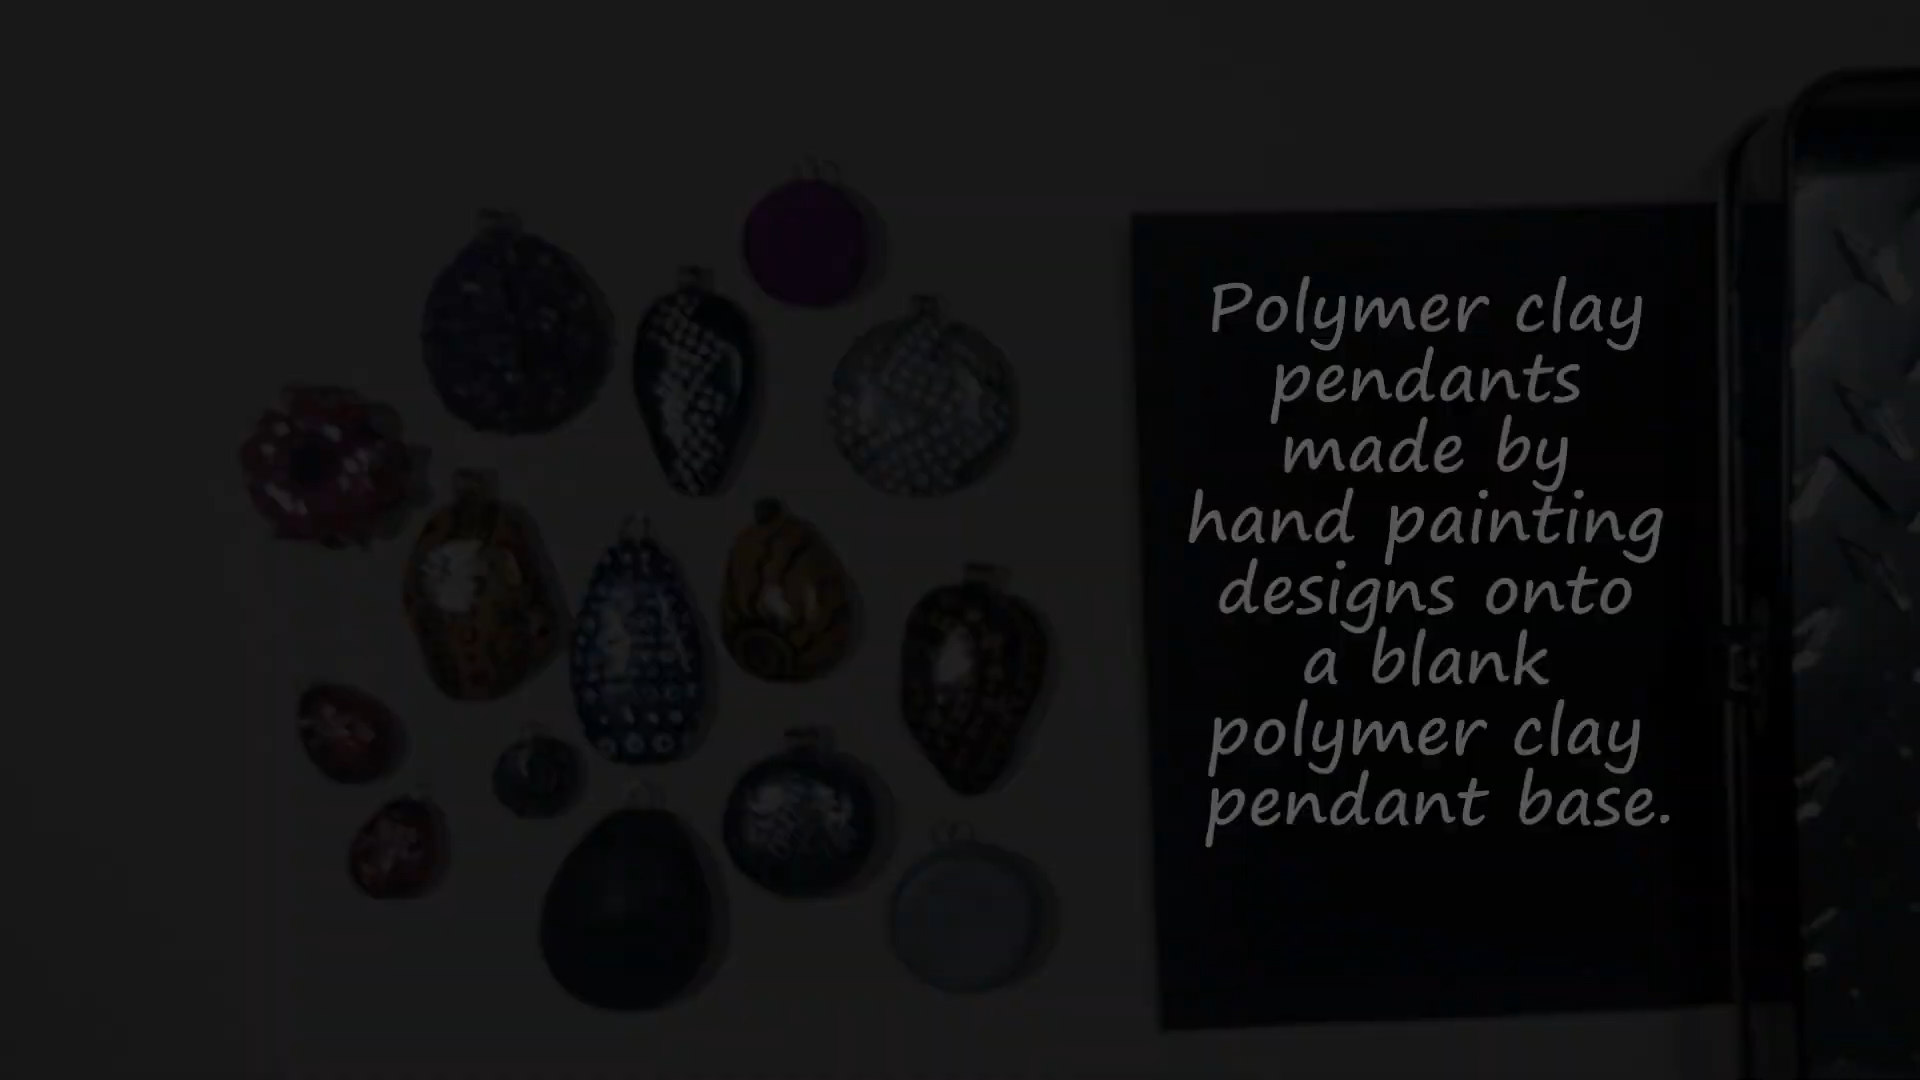 Polymer clay
pendants
made by
hand painting
designs onto
a blank
polymer clay
pendant base.